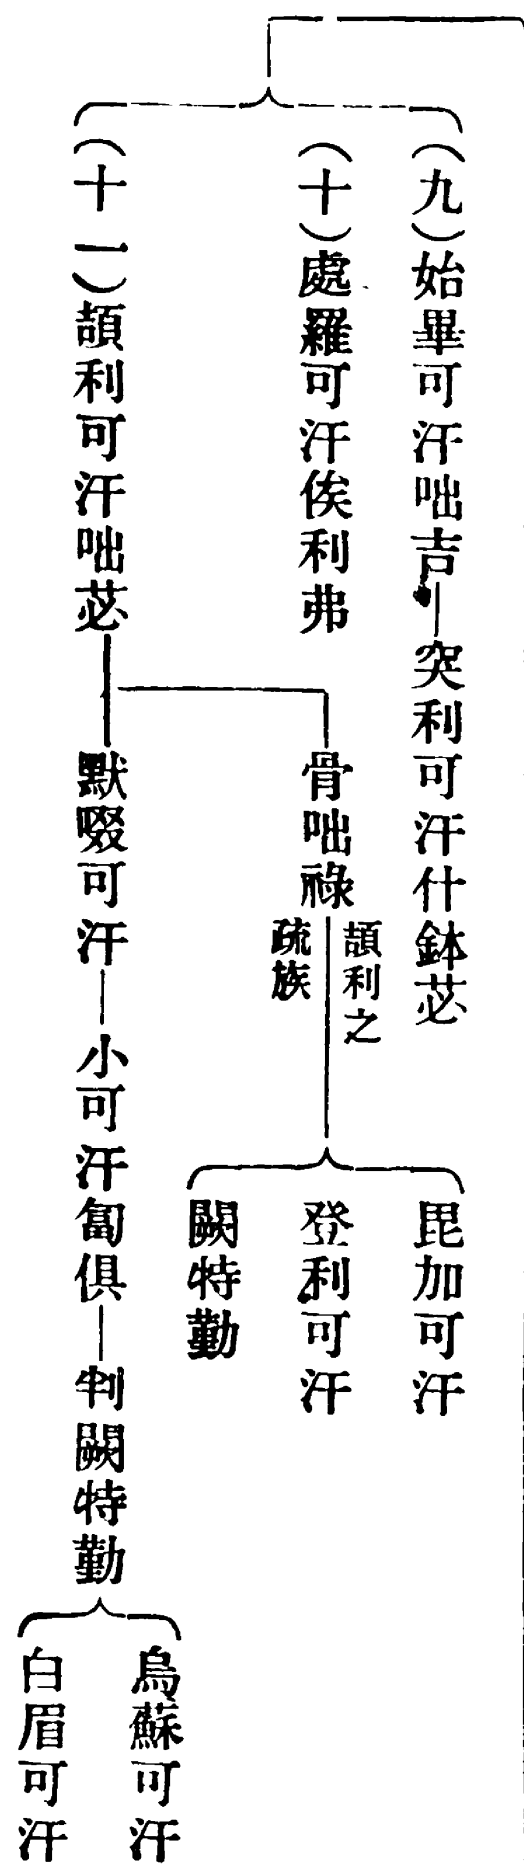 (九)始畢可汗咄吉
突利可汗什鉢苾
(十)處羅可汗俟利弗
(十一)頡利可汗咄苾
骨咄祿
頡利之
疏族
毘加可汗
登利可汗
闕特勤
默啜可汗
小可汗匐俱
判闕特勤
烏蘇可汗
白眉可汗